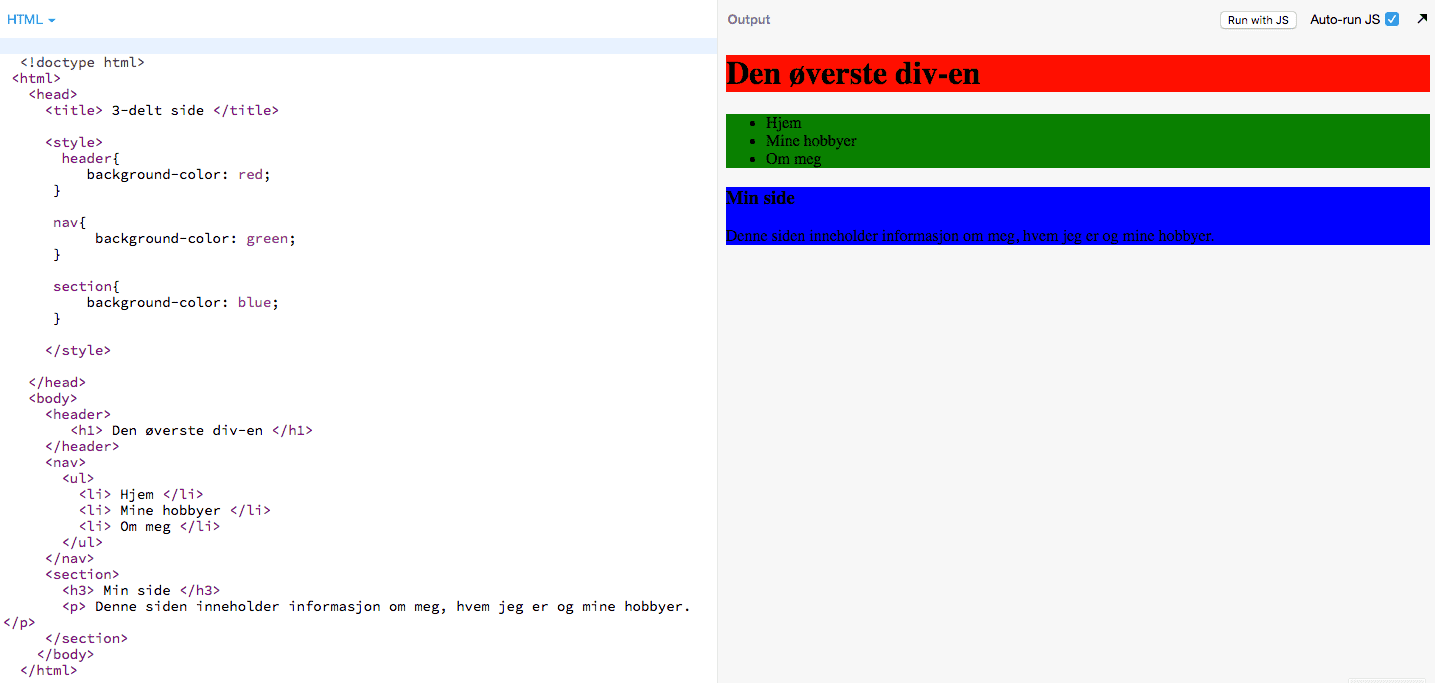 HTML
<!doctype html>
<html>
<head>
<title> 3-delt side </title>
<style>
header{
background-color: red;
}
nav{
background-color: green;
}
section{
background-color: blue;
}
</style>
</head>
<body>
<header>
<h1> Den øverste div-en </h1>
</header>
<nav>
<ul>
<li> Hjem </li>
<li> Mine hobbyer </li>
<li> Om meg </li>
</ul>
</nav>
<section>
<h3> Min side </h3>
<p> Denne siden inneholder informasjon om meg, hvem jeg er og mine hobbyer.
</p>
</section>
</body>
</html>
Output Run with JS Auto-run JS
Den øverste div-en
• Hjem
• Mine hobbyer
• Om meg
Min side
Denne siden inneholder informasjon om meg, hvem jeg er og mine hobbyer.